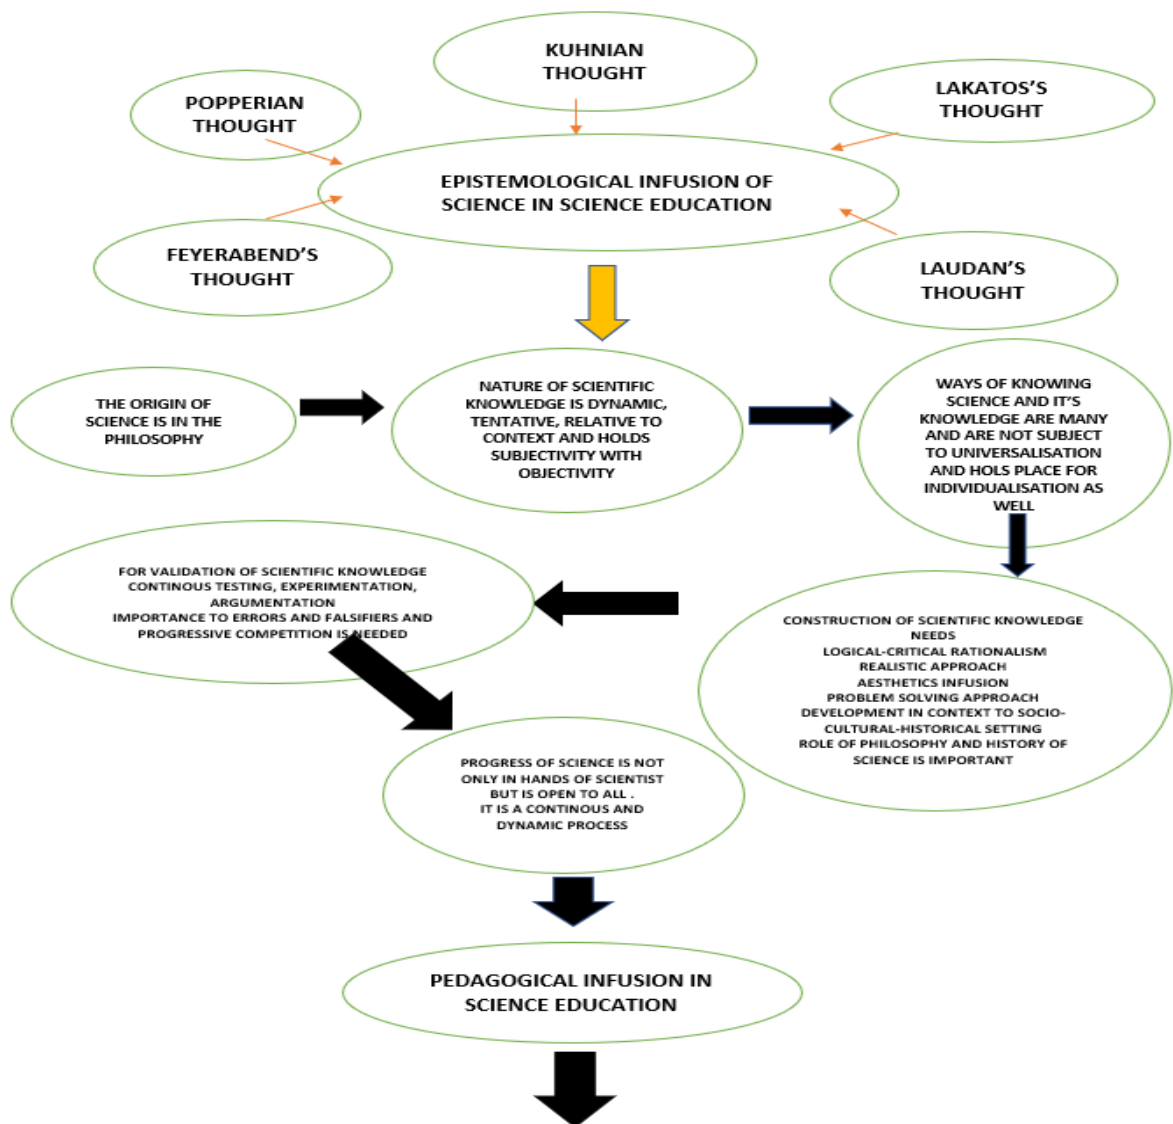 KUHNIAN
THOUGHT
POPPERIAN
THOUGHT
LAKATOS'S
THOUGHT
EPISTEMOLOGICAL INFUSION OF
SCIENCE IN SCIENCE EDUCATION
FEYERABEND'S
THOUGHT
LAUDAN'S
THOUGHT
THE ORIGIN OF
SCIENCE IS IN THE
PHILOSOPHY
NATURE OF SCIENTIFIC
KNOWLEDGE IS DYNAMIC,
TENTATIVE, RELATIVE TO
CONTEXT AND HOLDS
SUBJECTIVITY WITH
OBJECTIVITY
WAYS OF KNOWING
SCIENCE AND IT'S
KNOWLEDGE ARE MANY
AND ARE NOT SUBJECT
TO UNIVERSALISATION
AND HOLS PLACE FOR
INDIVIDUALISATION AS
WELL
FOR VALIDATION OF SCIENTIFIC KNOWLEDGE
CONTINOUS TESTING, EXPERIMENTATION,
ARGUMENTATION
IMPORTANCE TO ERRORS AND FALSIFIERS AND
PROGRESSIVE COMPETITION IS NEEDED
CONSTRUCTION OF SCIENTIFIC KNOWLEDGE
NEEDS
LOGICAL-CRITICAL RATIONALISM
REALISTIC APPROACH
AESTHETICS INFUSION
PROBLEM SOLVING APPROACH
DEVELOPMENT IN CONTEXT TO SOCIO-
CULTURAL-HISTORICAL SETTING
ROLE OF PHILOSOPHY AND HISTORY OF
SCIENCE IS IMPORTANT
PROGRESS OF SCIENCE IS NOT
ONLY IN HANDS OF SCIENTIST
BUT IS OPEN TO ALL .
IT IS A CONTINOUS AND
DYNAMIC PROCESS
PEDAGOGICAL INFUSION IN
SCIENCE EDUCATION